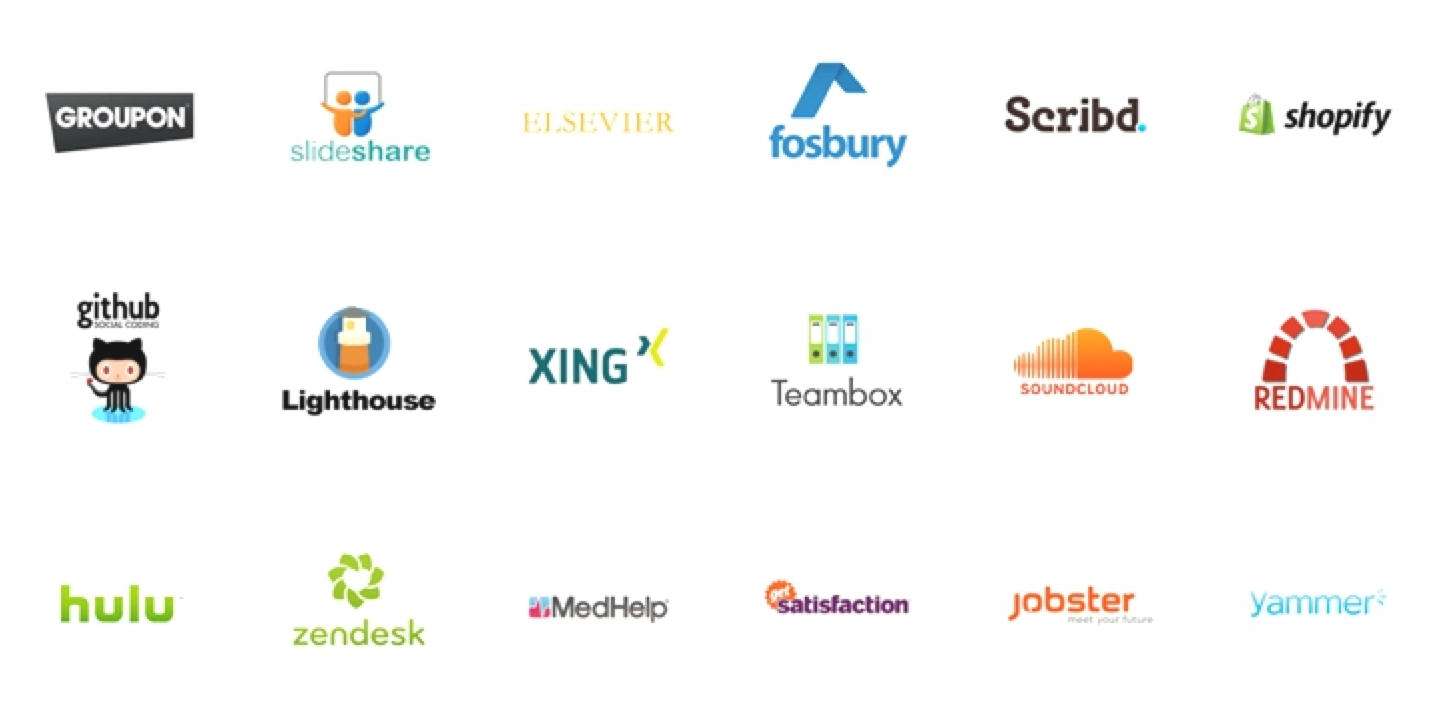 GROUPON
slideshare
ELSEVIER
fosbury
Scribd.
shopify
github
SOCIAL CODING
Lighthouse
XING
Teambox
SOUNDCLOUD
REDMINE
hulu
zendesk
MedHelp
get
satisfaction
jobster
meet your future
yammer